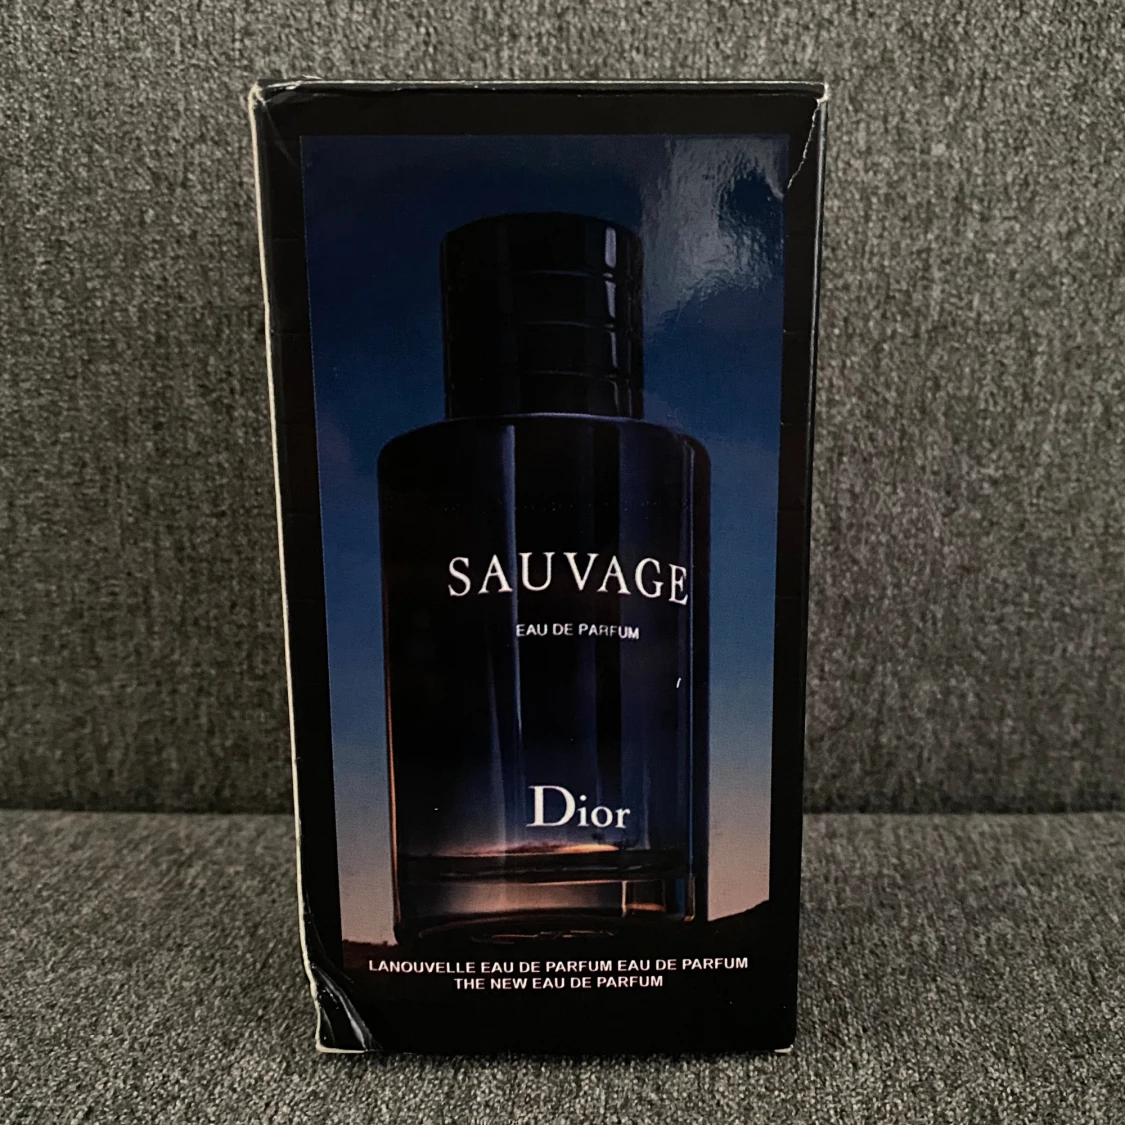 SAUVAGE
EAU DE PARFUM
Dior
LANOUVELLE EAU DE PARFUM EAU DE PARFUM
THE NEW EAU DE PARFUM